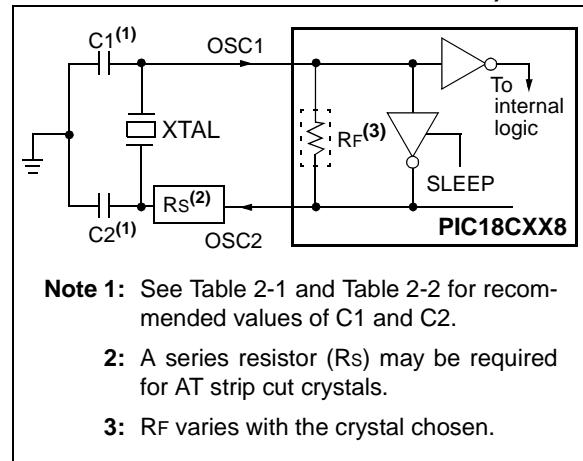 C1(1)
OSC1
To
internal
logic
XTAL
RF(3)
SLEEP
RS(2)
C2(1)
OSC2
PIC18CXX8
Note 1: See Table 2-1 and Table 2-2 for recom-
mended values of C1 and C2.
2: A series resistor (RS) may be required
for AT strip cut crystals.
3: RF varies with the crystal chosen.